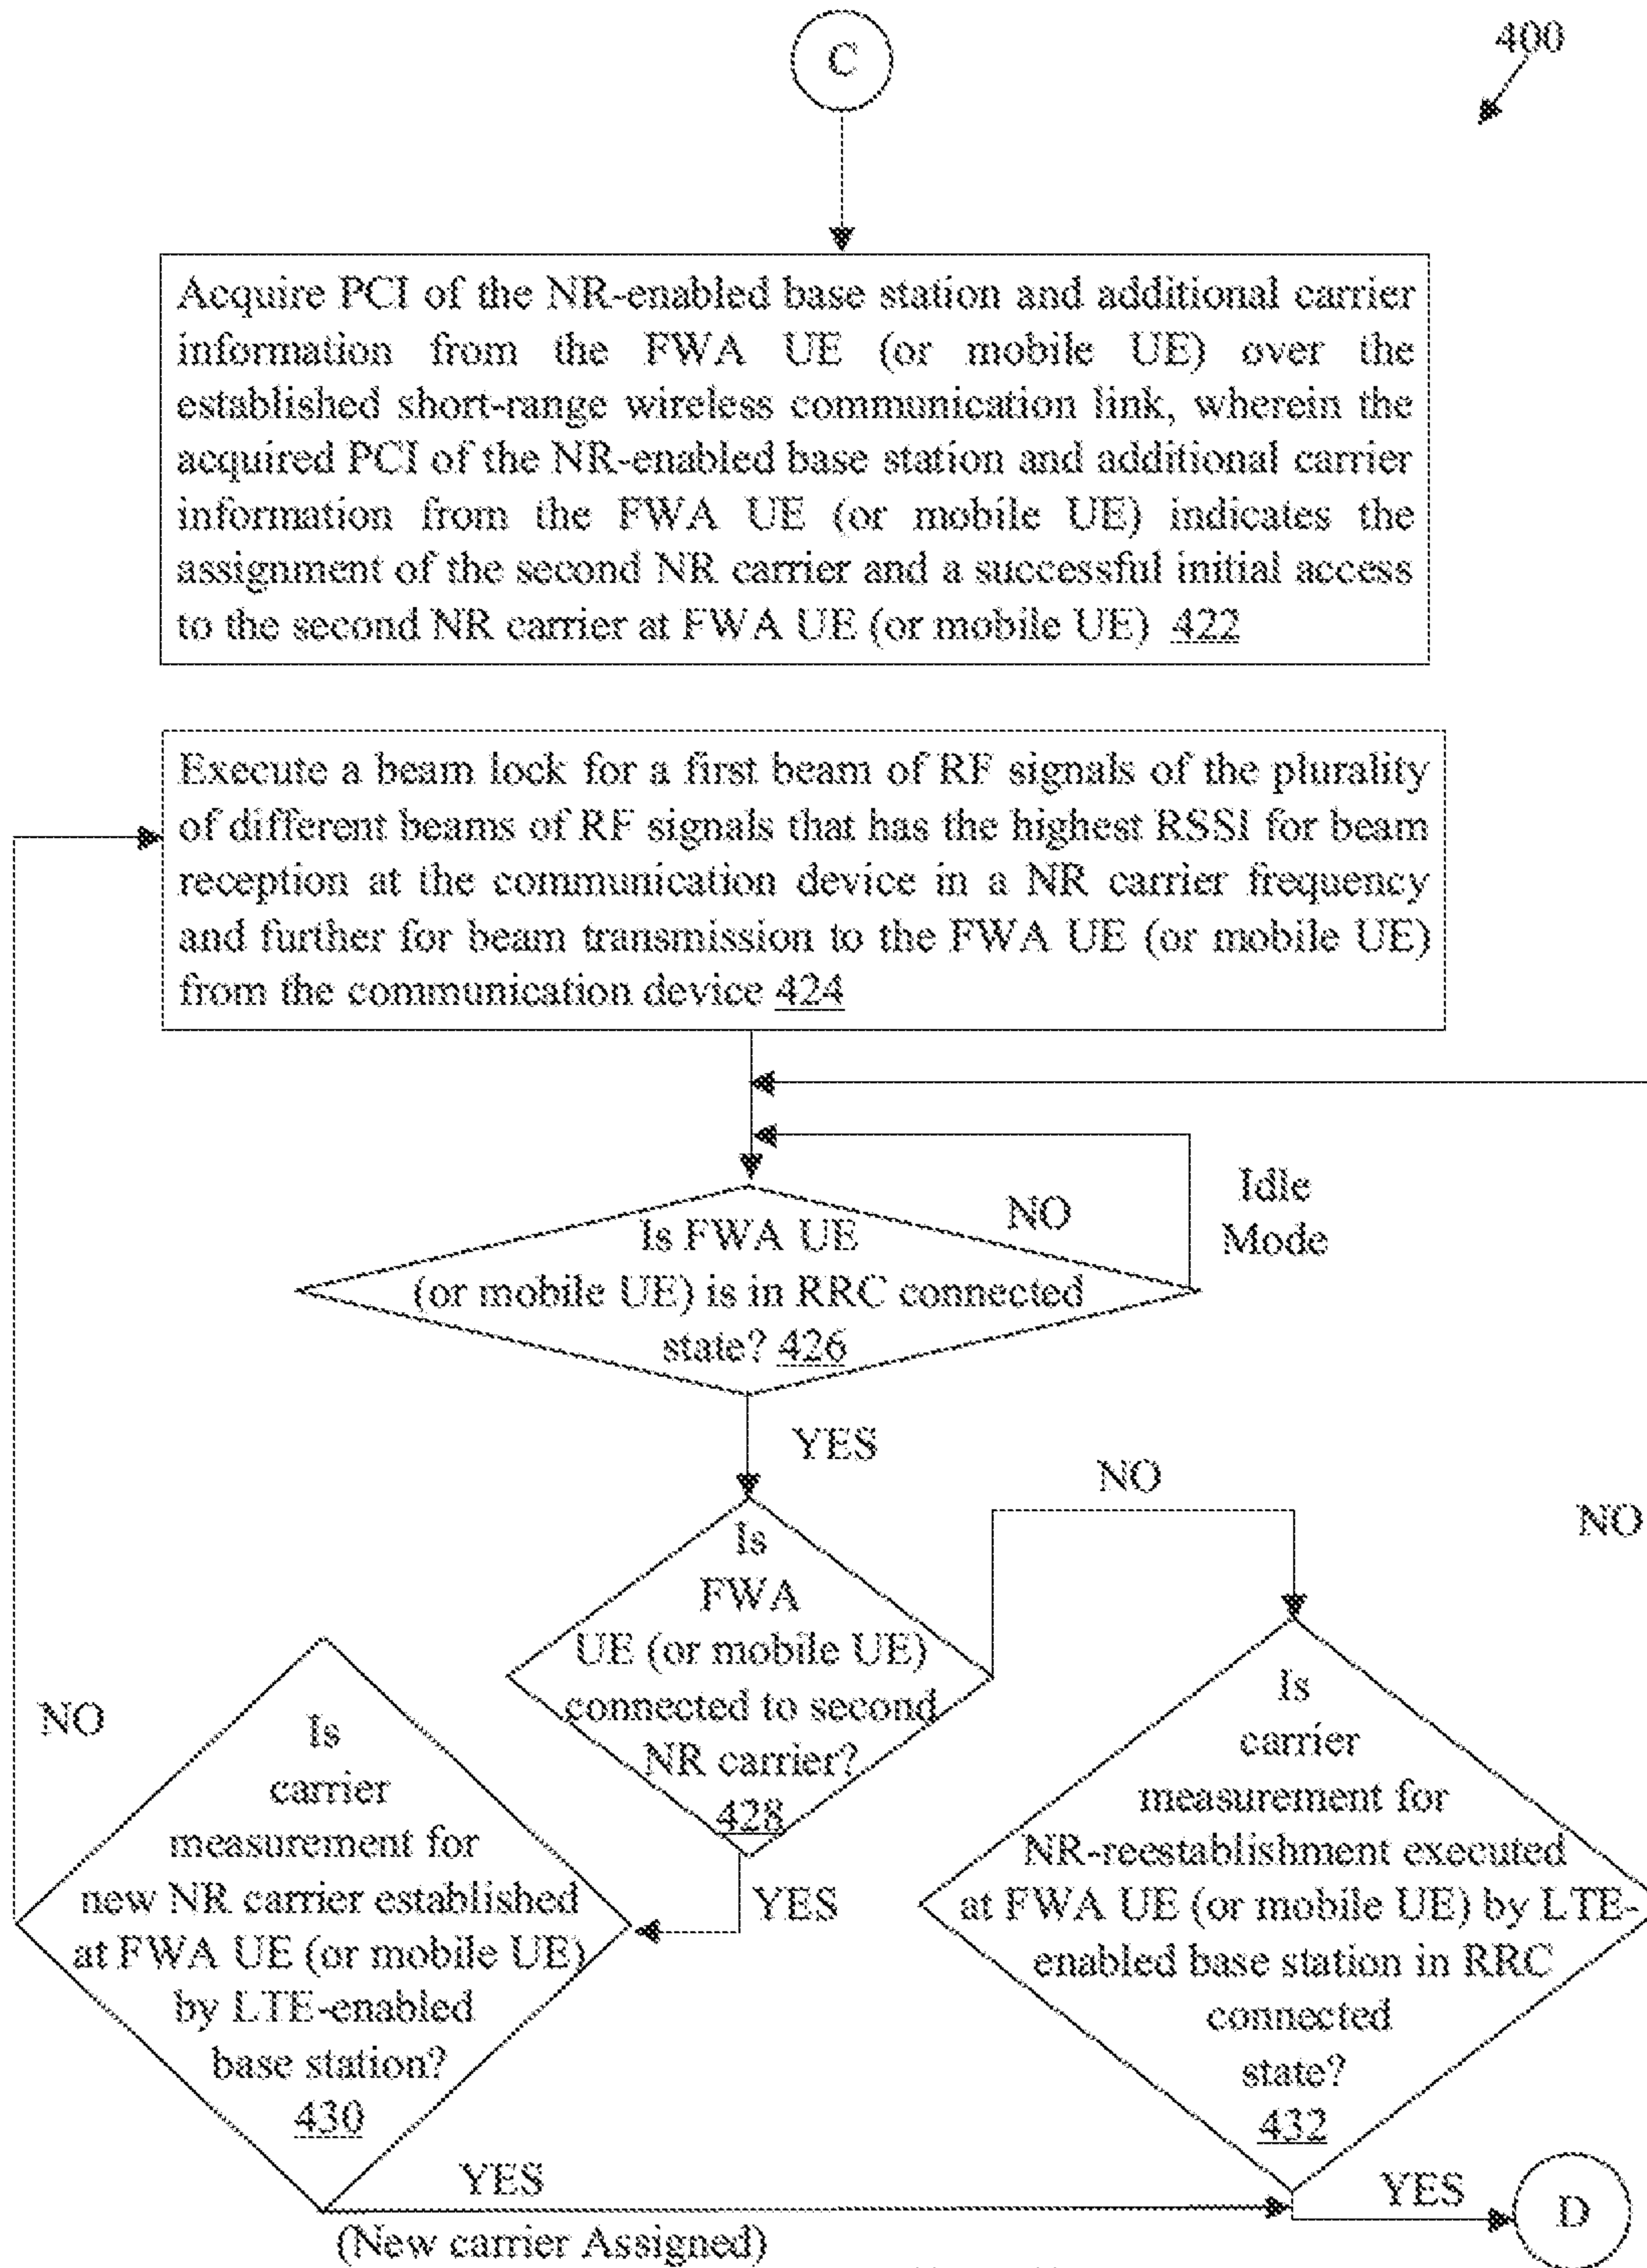 C
400
Acquire PCI of the NR-enabled base station and additional carrier
information from the FWA UE (or mobile UE) over the
established short-range wireless communication link, wherein the
acquired PCI of the NR-enabled base station and additional carrier
information from the FWA UE (or mobile UE) indicates the
assignment of the second NR carrier and a successful initial access
to the second NR carrier at FWA UE (or mobile UE) 422
Execute a beam lock for a first beam of RF signals of the plurality
of different beams of RF signals that has the highest RSSI for beam
reception at the communication device in a NR carrier frequency
and further for beam transmission to the FWA UE (or mobile UE)
from the communication device 424
Idle
Mode
NO
Is FWA UE
(or mobile UE) is in RRC connected
state? 426
YES
NO
NO
Is
FWA
UE (or mobile UE)
connected to second
NR carrier?
428
YES
NO
Is
carrier
measurement for
new NR carrier established
at FWA UE (or mobile UE)
by LTE-enabled
base station?
430
Is
carrier
measurement for
NR-reestablishment executed
at FWA UE (or mobile UE) by LTE-
enabled base station in RRC
connected
state?
432
YES
(New carrier Assigned)
YES
D